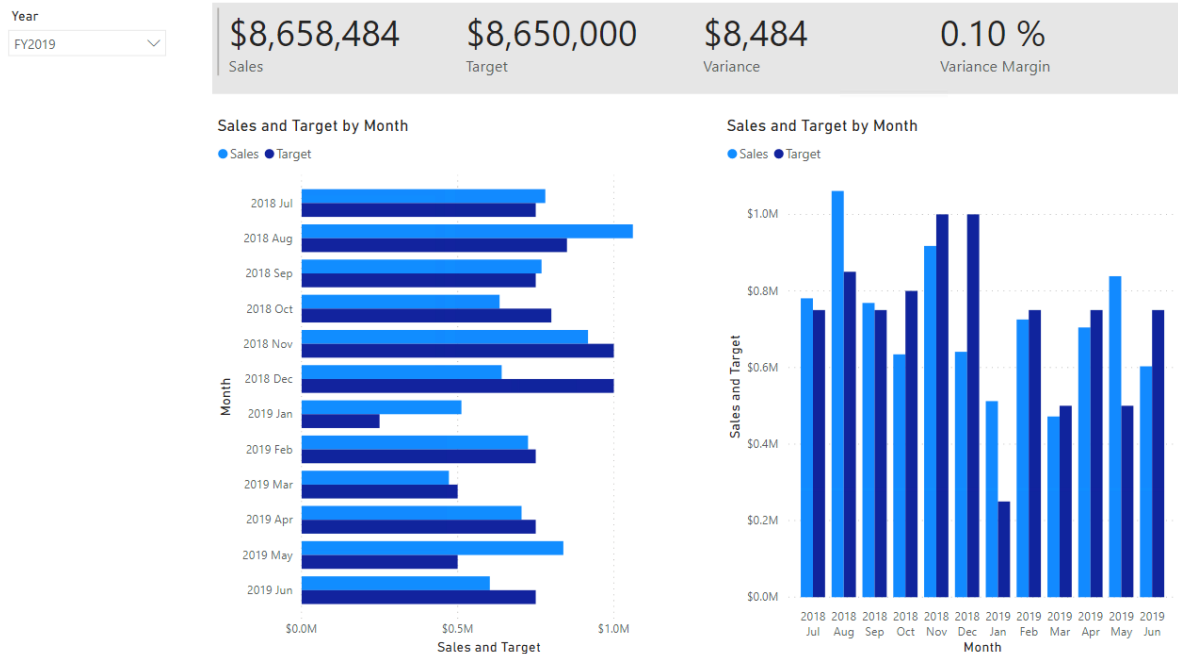 Year
FY2019
$8,658,484
Sales
$8,650,000
Target
$8,484
Variance
0.10 %
Variance Margin
Sales and Target by Month
Sales Target
2018 Jul
2018 Aug
2018 Sep
2018 Oct
2018 Nov
2018 Dec
2019 Jan
2019 Feb
2019 Mar
2019 Apr
2019 May
2019 Jun
Month
$0.0M $0.5M $1.0M
Sales and Target
Sales and Target by Month
Sales Target
$1.0M
$0.8M
$0.6M
$0.4M
$0.2M
$0.0M
Sales and Target
2018 2018 2018 2018 2018 2018 2019 2019 2019 2019 2019 2019
Jul Aug Sep Oct Nov Dec Jan Feb Mar Apr May Jun
Month